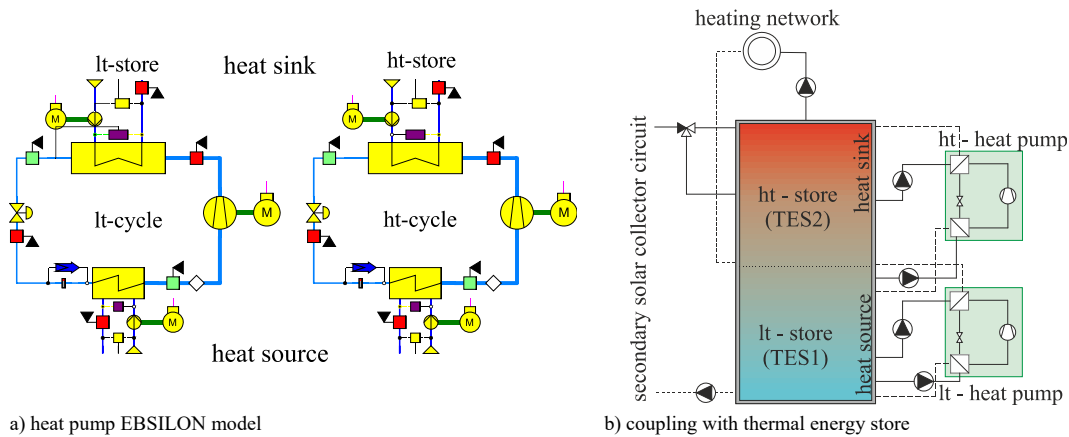 lt-store
heat sink
ht-store
M
M
lt-cycle
M
ht-cycle
M
M
M
heat source
a) heat pump EBSILON model
heating network
secondary solar collector circuit
heat sink
ht - heat pump
ht - store
(TES2)
heat source
lt - store
(TES1)
lt - heat pump
b) coupling with thermal energy store